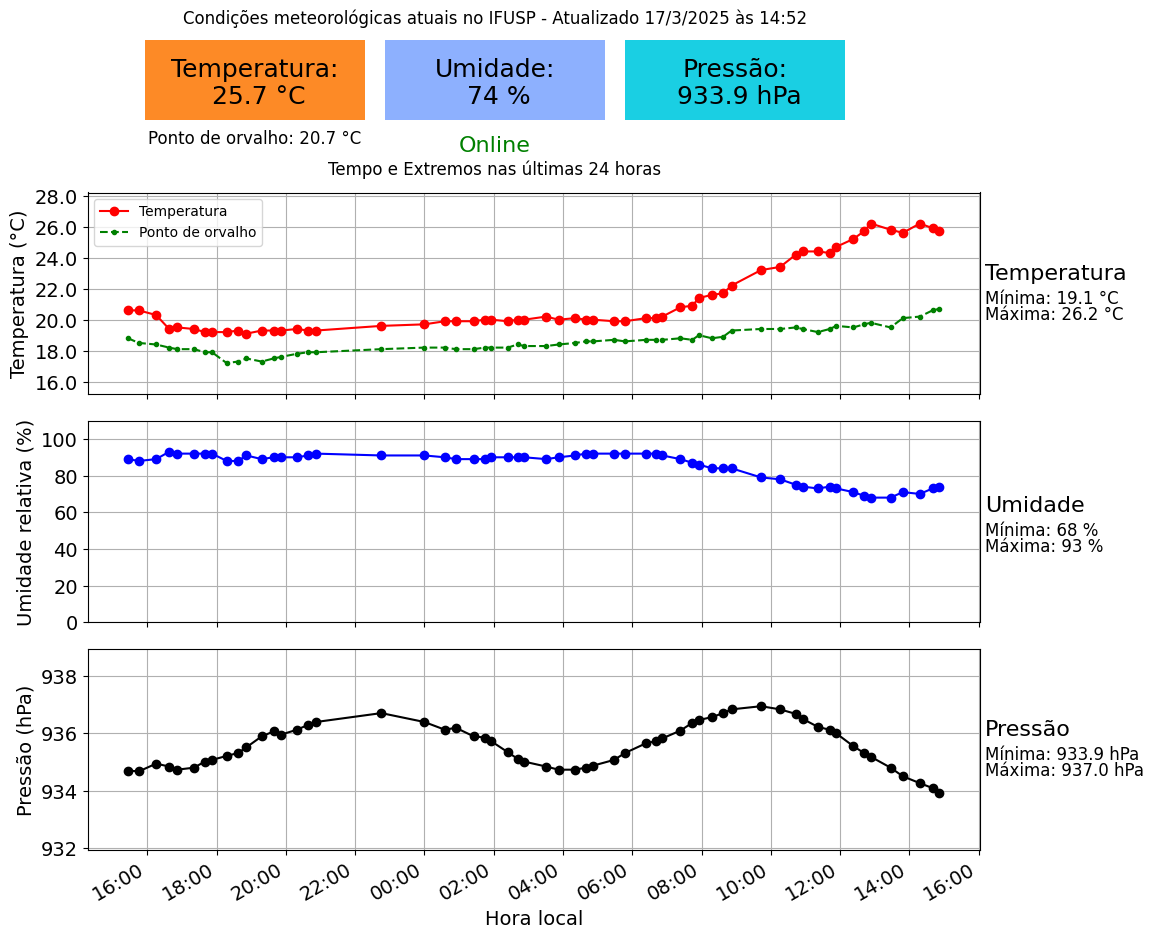 Condições meteorológicas atuais no IFUSP - Atualizado 17/3/2025 às 14:52
Temperatura:
25.7 °C
Umidade:
74 %
Pressão:
933.9 hPa
Ponto de orvalho: 20.7 °C
Online
Tempo e Extremos nas últimas 24 horas
Temperatura (°C)
28.0
26.0
24.0
22.0
20.0
18.0
16.0
Temperatura
Ponto de orvalho
Temperatura
Mínima: 19.1 °C
Máxima: 26.2 °C
Umidade relativa (%)
100
80
60
40
20
0
Umidade
Mínima: 68 %
Máxima: 93 %
Pressão (hPa)
938
936
934
932
Pressão
Mínima: 933.9 hPa
Máxima: 937.0 hPa
16:00 18:00 20:00 22:00 00:00 02:00 04:00 06:00 08:00 10:00 12:00 14:00 16:00
Hora local